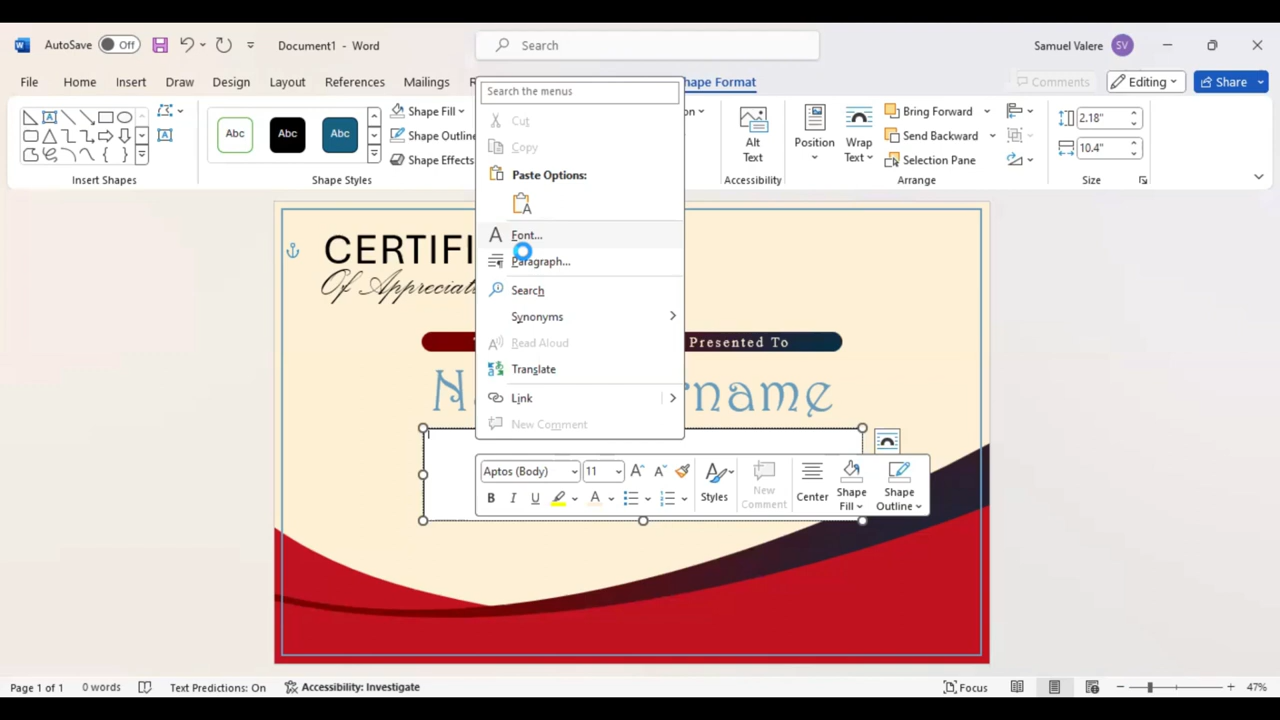 AutoSave Off Document1 - Word Search Samuel Valere SV
File Home Insert Draw Design Layout References Mailings Shape Format Comments Editing Share
Abc Abc Abc
Shape Fill
Shape Outline
Shape Effects
Insert Shapes
Shape Styles
Alt
Text
Accessibility
Position
Wrap
Text
Bring Forward
Send Backward
Selection Pane
Arrange
2.18"
10.4"
Size
Search the menus
Cut
Copy
Paste Options:
Font...
Paragraph...
Search
Synonyms
Read Aloud
Translate
Link
New Comment
CERTIFI
Of Appreciat
Presented To
N rname
Aptos (Body) 11
B I U A
Styles
New
Comment
Center
Shape
Fill
Shape
Outline
Page 1 of 1 0 words Text Predictions: On Accessibility: Investigate Focus 47%